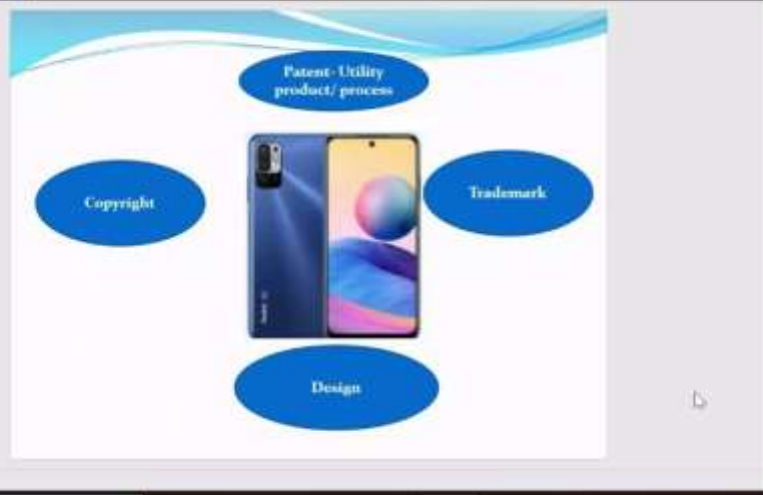 Patent- Utility
product/ process
Copyright
Trademark
Design